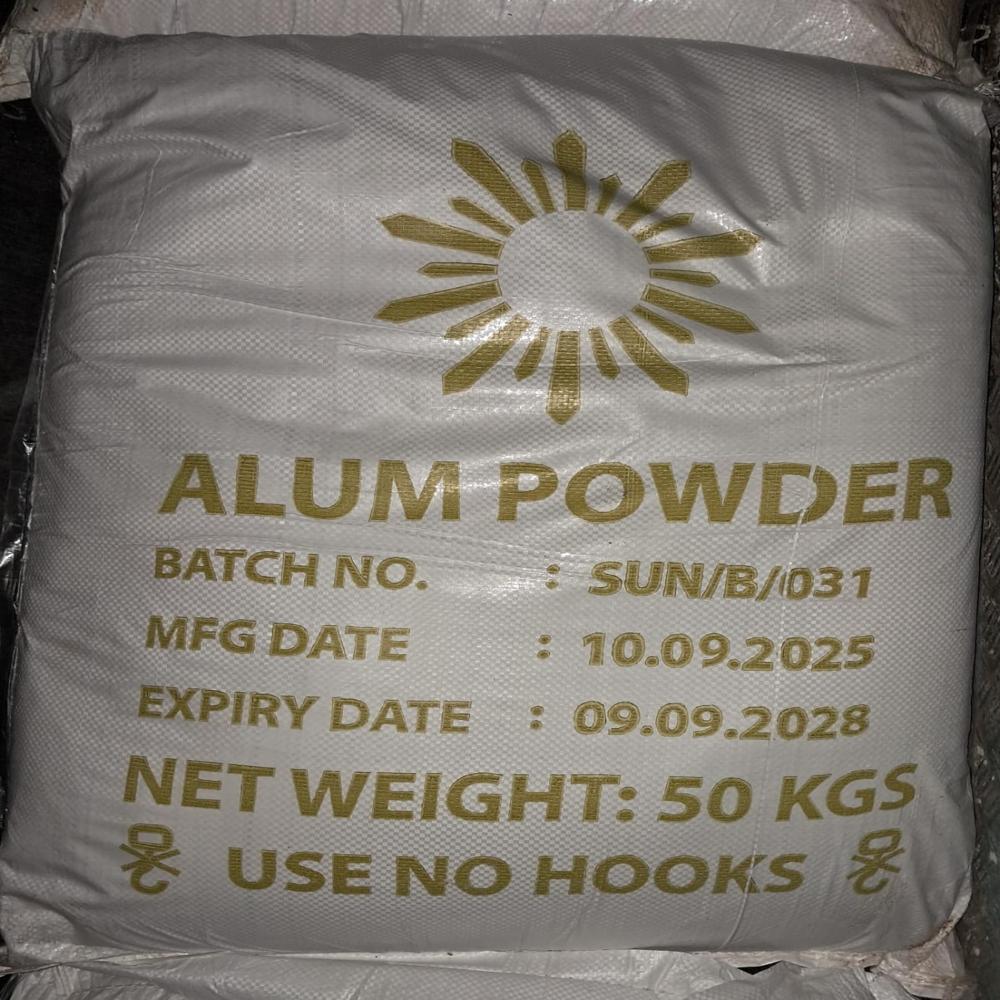 ALUM POWDER
BATCH NO. : SUN/B/031
MFG DATE : 10.09.2025
EXPIRY DATE : 09.09.2028
NET WEIGHT: 50 KGS
USE NO HOOKS